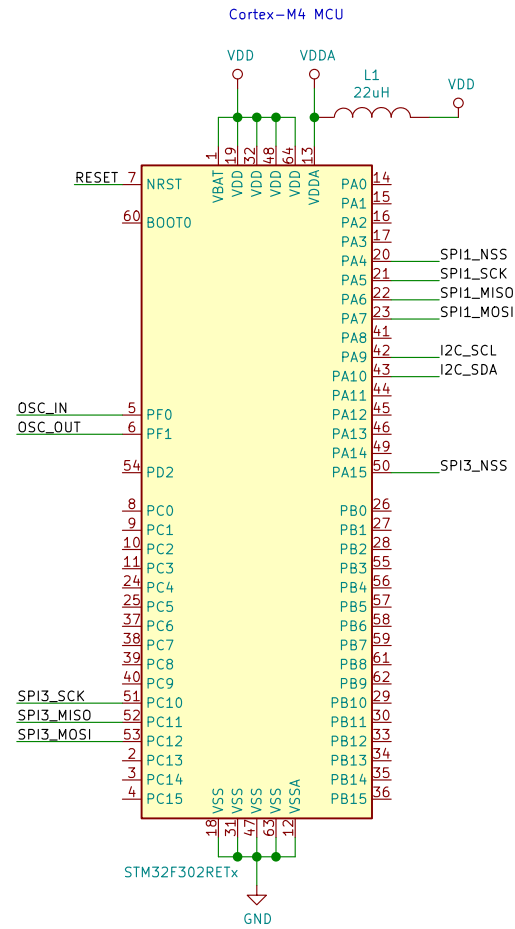 Cortex-M4 MCU
VDD
VDDA
L1
22uH
VDD
1 19 32 48 64 13
VBAT VDD VDD VDD VDD VDDA
RESET 7 NRST PA0 14
PA1 15
60 BOOT0 PA2 16
PA3 17
PA4 20 SPI1_NSS
PA5 21 SPI1_SCK
PA6 22 SPI1_MISO
PA7 23 SPI1_MOSI
PA8 41
PA9 42 I2C_SCL
PA10 43 I2C_SDA
PA11 44
OSC_IN 5 PF0 PA12 45
OSC_OUT 6 PF1 PA13 46
PA14 49
54 PD2 PA15 50 SPI3_NSS
8 PC0 PB0 26
9 PC1 PB1 27
10 PC2 PB2 28
11 PC3 PB3 55
24 PC4 PB4 56
25 PC5 PB5 57
37 PC6 PB6 58
38 PC7 PB7 59
39 PC8 PB8 61
40 PC9 PB9 62
SPI3_SCK 51 PC10 PB10 29
SPI3_MISO 52 PC11 PB11 30
SPI3_MOSI 53 PC12 PB12 33
2 PC13 PB13 34
3 PC14 PB14 35
4 PC15 PB15 36
VSS VSS VSS VSS VSSA
18 31 47 63 12
STM32F302RETx
GND